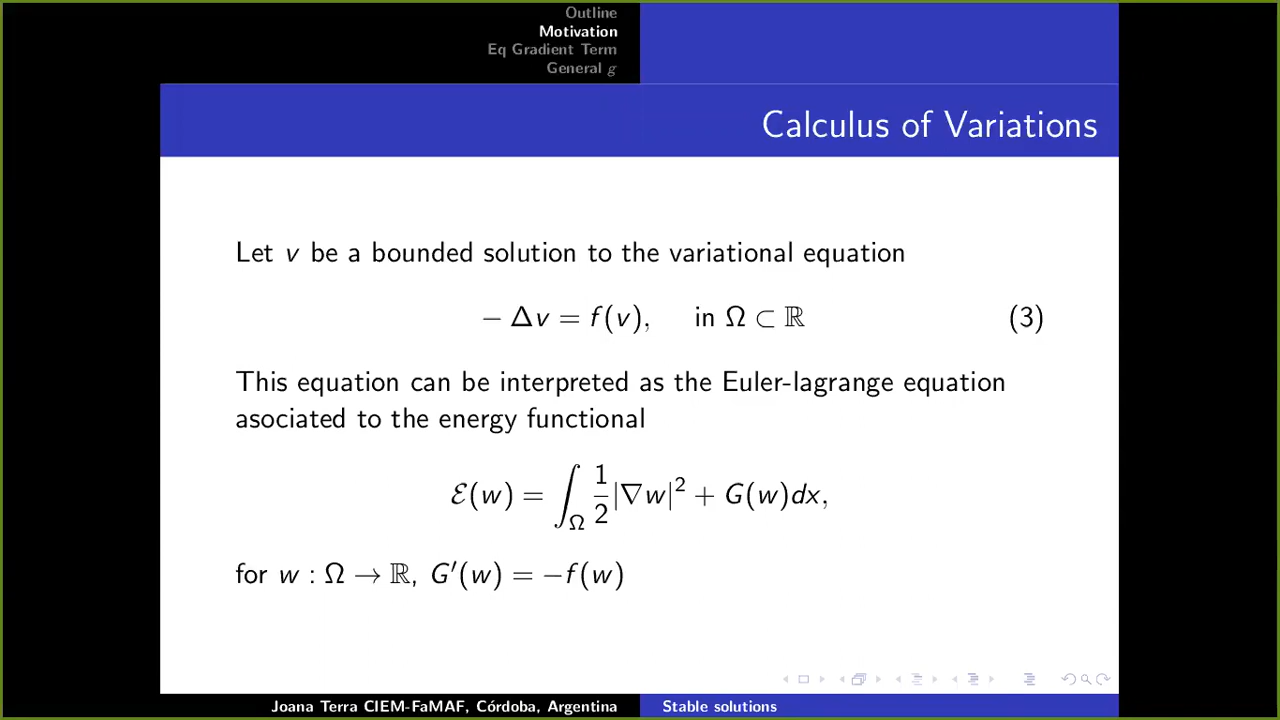 Outline
Motivation
Eq Gradient Term
General g
Calculus of Variations
Let v be a bounded solution to the variational equation
− Δv = f(v), in Ω ⊂ ℝ (3)
This equation can be interpreted as the Euler-lagrange equation
asociated to the energy functional
ℰ(w) = ∫_Ω 1/2 |∇w|² + G(w)dx,
for w : Ω → ℝ, G′(w) = −f(w)
Joana Terra CIEM-FaMAF, Córdoba, Argentina
Stable solutions